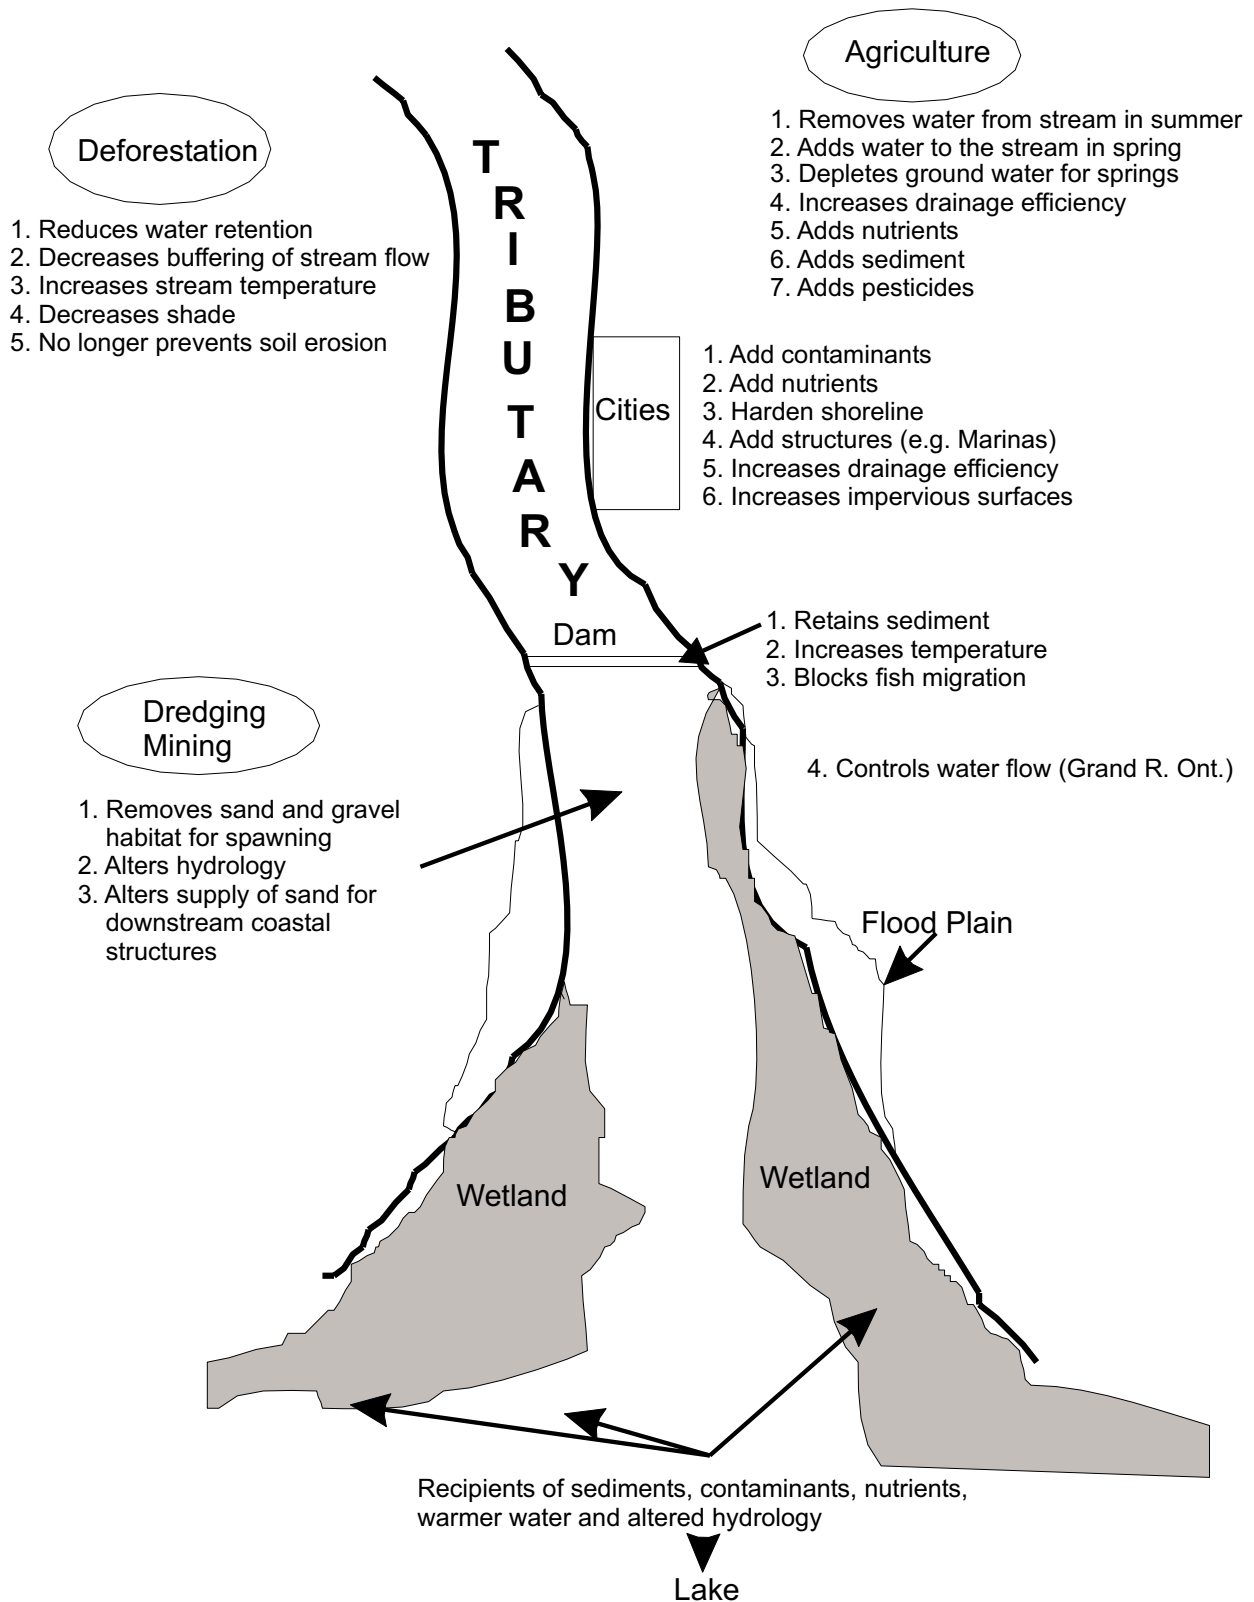 Agriculture
1. Removes water from stream in summer
2. Adds water to the stream in spring
3. Depletes ground water for springs
4. Increases drainage efficiency
5. Adds nutrients
6. Adds sediment
7. Adds pesticides
Deforestation
1. Reduces water retention
2. Decreases buffering of stream flow
3. Increases stream temperature
4. Decreases shade
5. No longer prevents soil erosion
TRIBUTARY
Cities
1. Add contaminants
2. Add nutrients
3. Harden shoreline
4. Add structures (e.g. Marinas)
5. Increases drainage efficiency
6. Increases impervious surfaces
Dam
1. Retains sediment
2. Increases temperature
3. Blocks fish migration
4. Controls water flow (Grand R. Ont.)
Dredging
Mining
1. Removes sand and gravel
habitat for spawning
2. Alters hydrology
3. Alters supply of sand for
downstream coastal
structures
Flood Plain
Wetland
Wetland
Recipients of sediments, contaminants, nutrients,
warmer water and altered hydrology
Lake